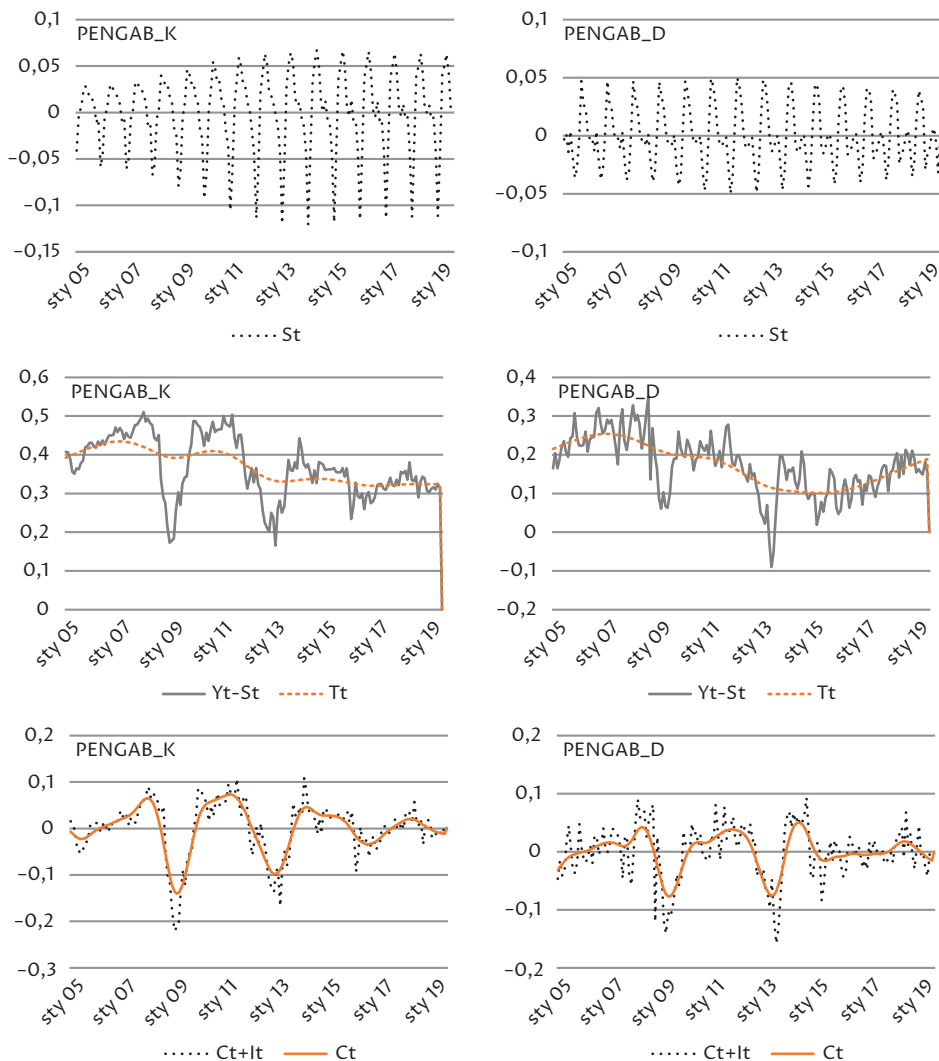 PENGAB_K
0,1
0,05
0
−0,05
−0,1
−0,15
sty 05
sty 07
sty 09
sty 11
sty 13
sty 15
sty 17
sty 19
St
PENGAB_D
0,1
0,05
0
−0,05
−0,1
sty 05
sty 07
sty 09
sty 11
sty 13
sty 15
sty 17
sty 19
St
PENGAB_K
0,6
0,5
0,4
0,3
0,2
0,1
0
sty 05
sty 07
sty 09
sty 11
sty 13
sty 15
sty 17
sty 19
Yt−St Tt
PENGAB_D
0,4
0,3
0,2
0,1
0
−0,1
−0,2
sty 05
sty 07
sty 09
sty 11
sty 13
sty 15
sty 17
sty 19
Yt−St Tt
PENGAB_K
0,2
0,1
0
−0,1
−0,2
−0,3
sty 05
sty 07
sty 09
sty 11
sty 13
sty 15
sty 17
sty 19
Ct+It Ct
PENGAB_D
0,2
0,1
0
−0,1
−0,2
sty 05
sty 07
sty 09
sty 11
sty 13
sty 15
sty 17
sty 19
Ct+It Ct